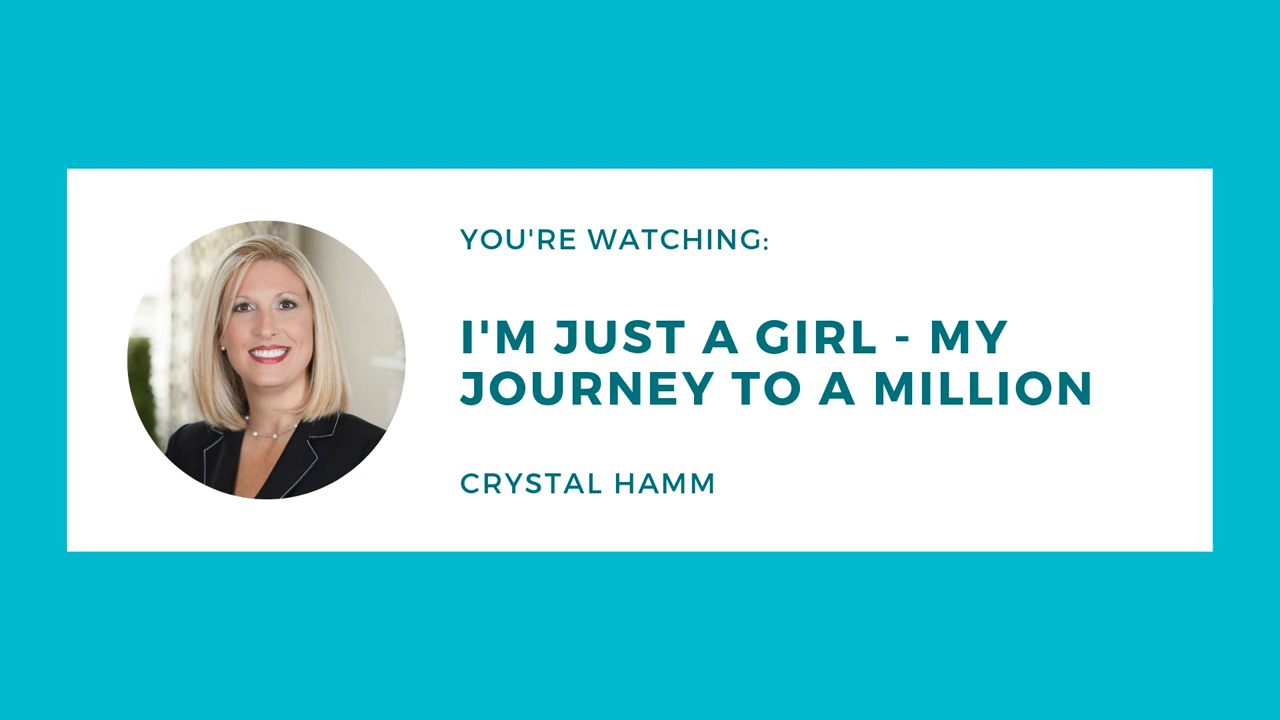 YOU'RE WATCHING:
I'M JUST A GIRL - MY
JOURNEY TO A MILLION
CRYSTAL HAMM